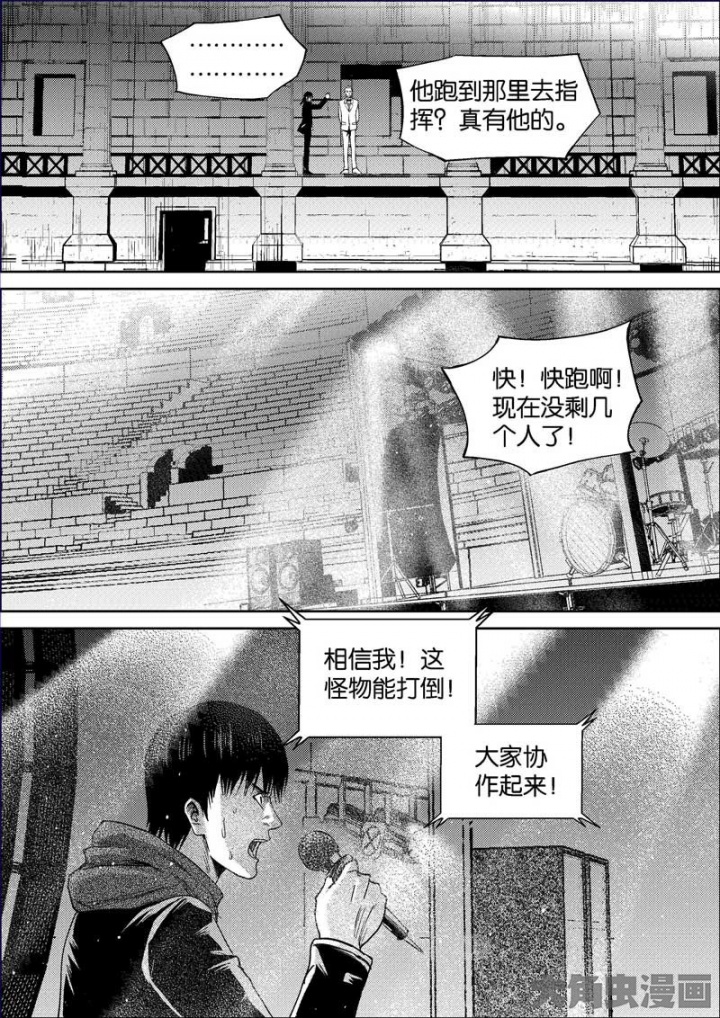 …………
…………
他跑到那里去指
挥？真有他的。
快！快跑啊！
现在没剩几
个人了！
相信我！这
怪物能打倒！
大家协
作起来！
大角虫漫画